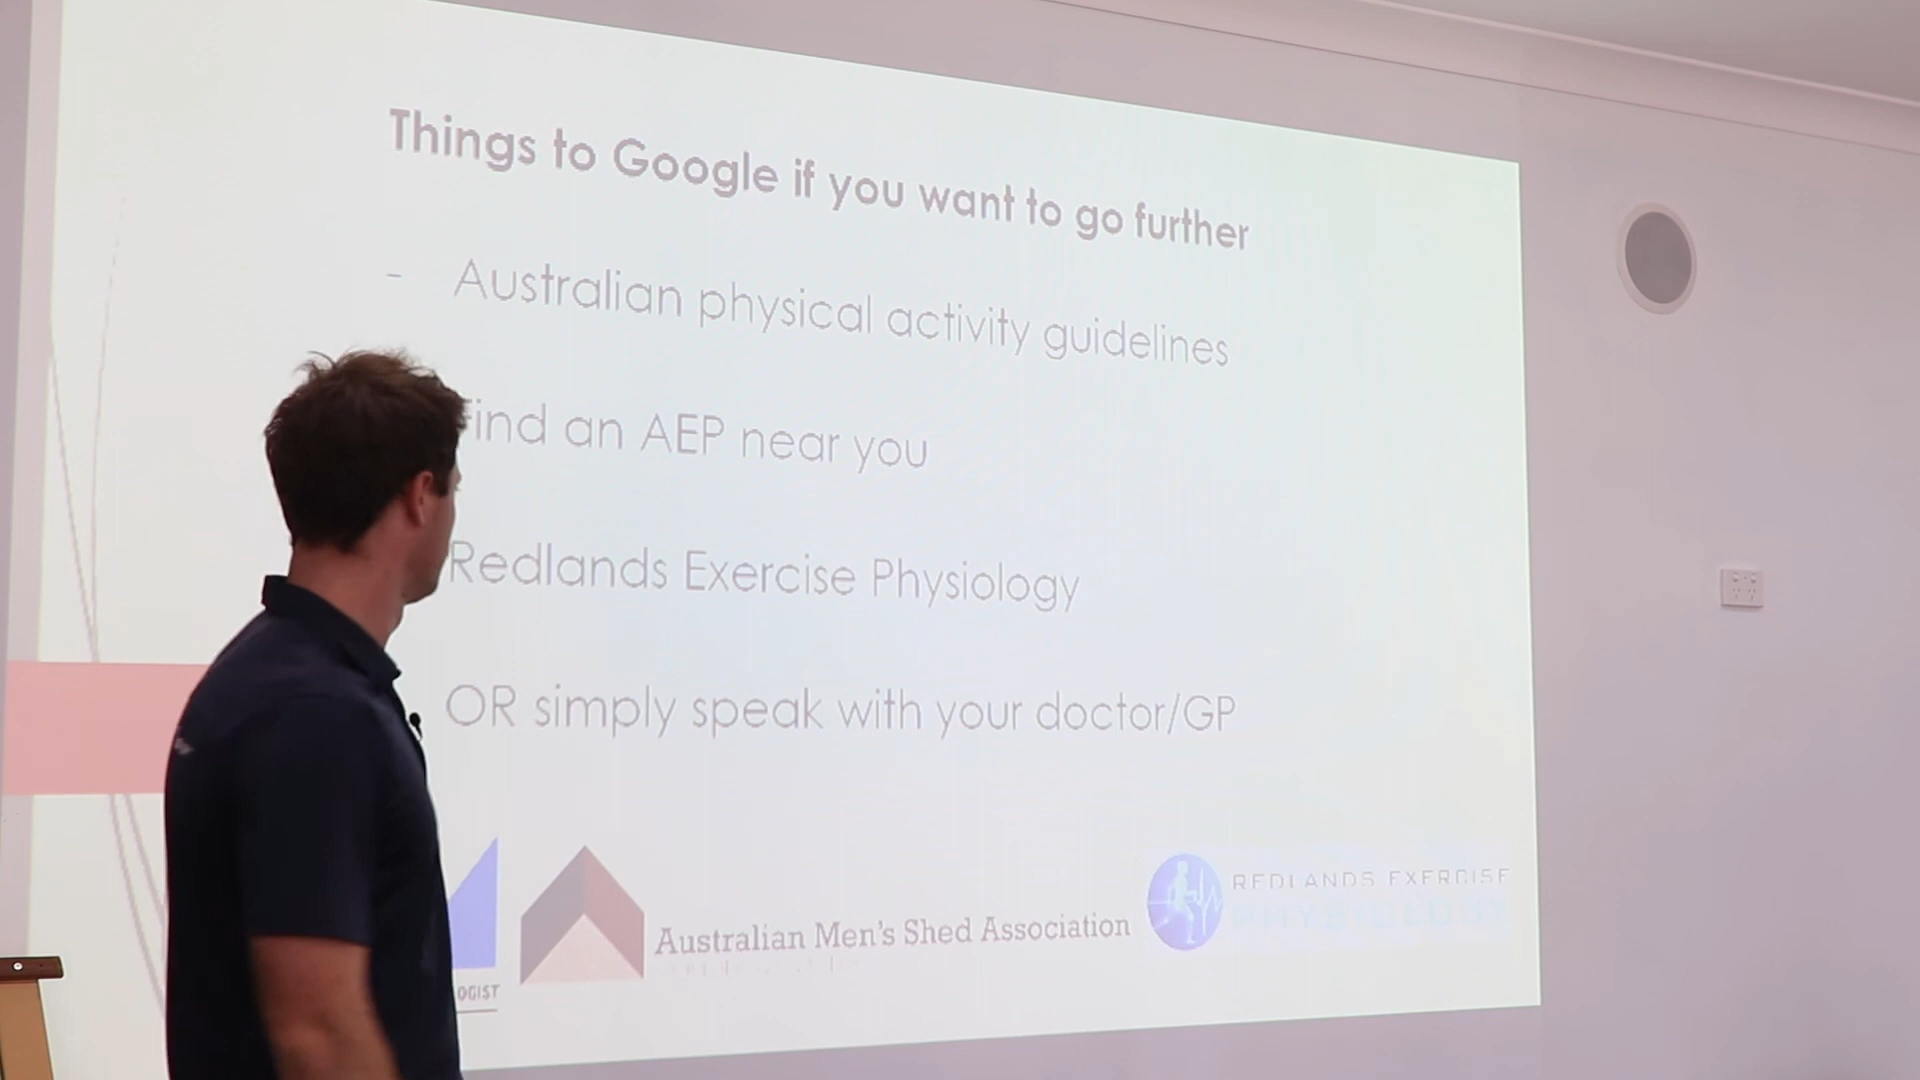 Things to Google if you want to go further
- Australian physical activity guidelines
Find an AEP near you
Redlands Exercise Physiology
OR simply speak with your doctor/GP
OGIST
Australian Men's Shed Association
REDLANDS EXERCISE
PHYSIOLOGY